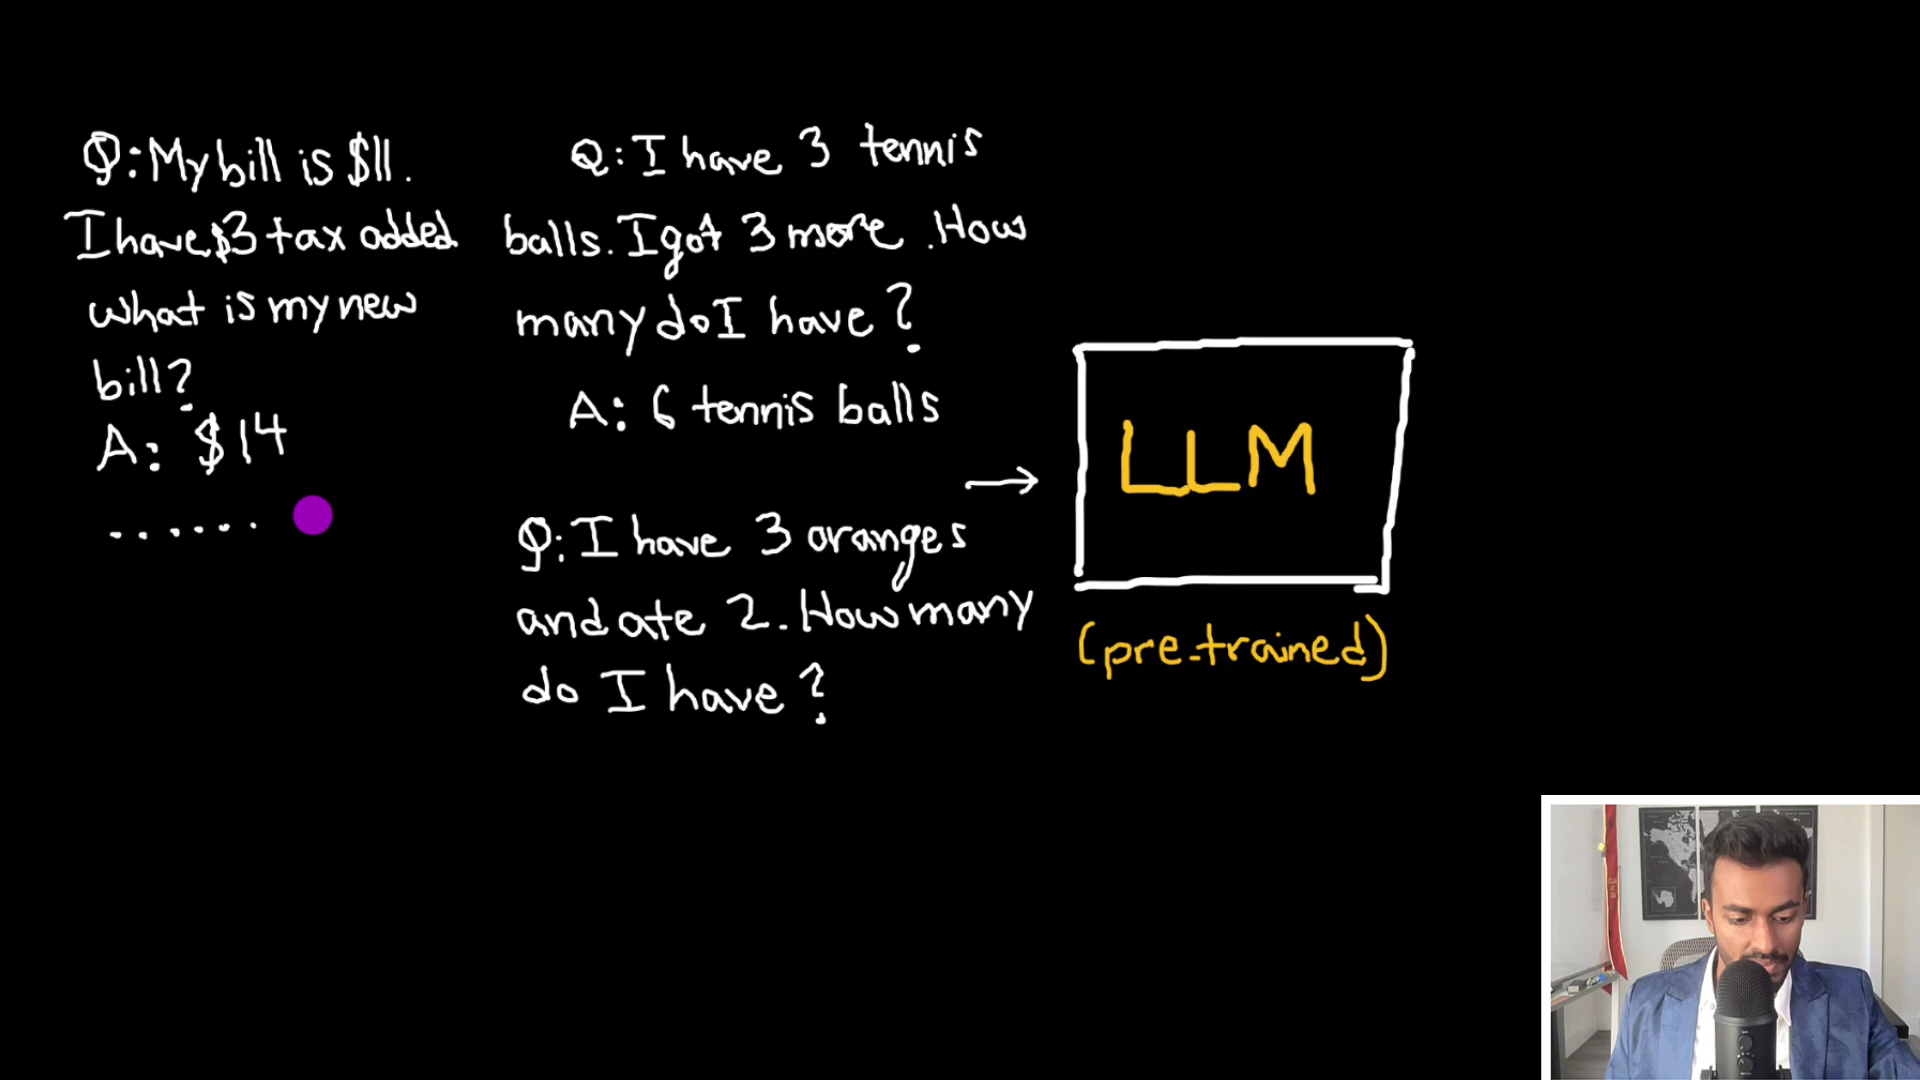 Q: My bill is $11.
I have $3 tax added
what is my new
bill?
A: $14
......
Q: I have 3 tennis
balls. I got 3 more. How
many do I have?
A: 6 tennis balls
Q: I have 3 oranges
and ate 2. How many
do I have?
→
LLM
(pre-trained)